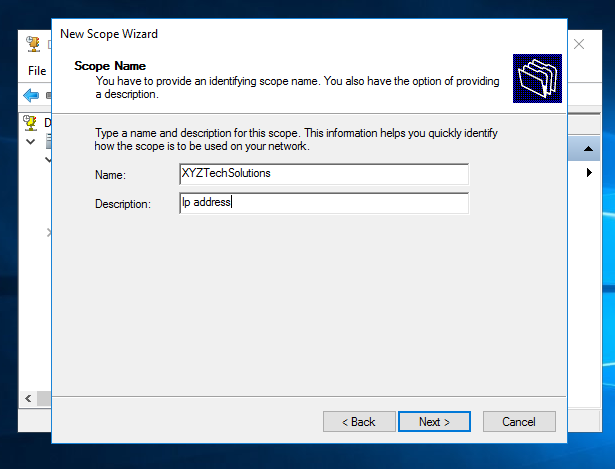 New Scope Wizard
Scope Name
You have to provide an identifying scope name. You also have the option of providing
a description.
File
D
Type a name and description for this scope. This information helps you quickly identify
how the scope is to be used on your network.
Name: XYZTechSolutions
Description: Ip address
< Back Next > Cancel